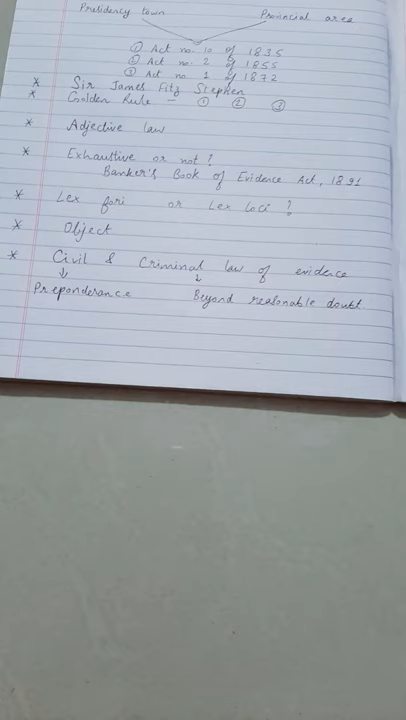 Presidency town Provincial area
① Act no. 10 of 1835
② Act no. 2 of 1855
③ Act no 1 of 1872
* Sir James Fitz Stephen
* Golden Rule - ① ② ③
* Adjective law
* Exhaustive or not?
Banker's Book of Evidence Act, 1891
* Lex fori or Lex loci?
* Object
* Civil & Criminal law of evidence
↓ ↓
Preponderance Beyond reasonable doubt